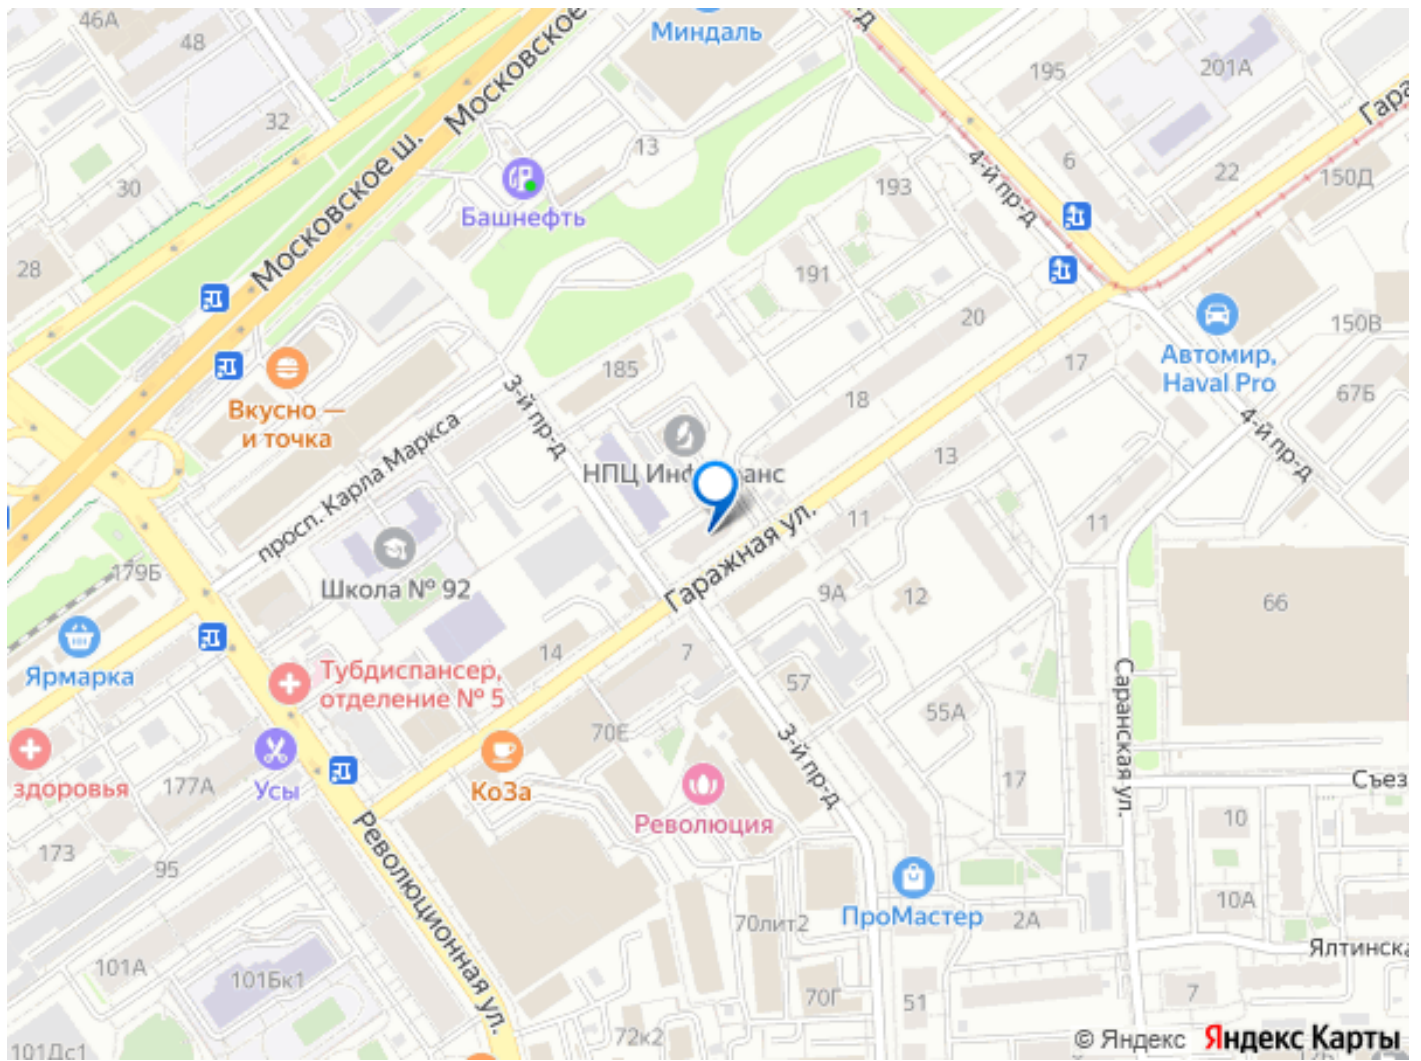 46А
48
Миндаль
Московское
195
201А
Гара
32
Московское ш.
13
6
22
150Д
4-й пр-д
193
30
Башнефть
28
191
20
150В
17
Автомир,
Haval Pro
67Б
185
18
3-й пр-д
Вкусно —
и точка
4-й пр-д
просп. Карла Маркса
НПЦ Инф
анс
13
Гаражная ул.
11
11
179Б
Школа № 92
9А
12
66
Ярмарка
14
7
Тубдиспансер,
отделение № 5
57
55А
Саранская ул.
70Е
3-й пр-д
здоровья
177А
Усы
КоЗа
17
Съез
Революция
10
173
95
Революционная ул.
ПроМастер
10А
70лит2
2А
Ялтинска
101А
101Бк1
70Г
51
7
72к2
101Дс1
© Яндекс Яндекс Карты